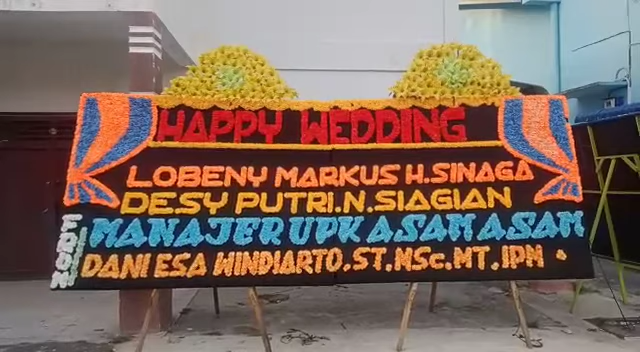 HAPPY WEDDING
LOBENY MARKUS H.SINAGA
DESY PUTRI.N.SIAGIAN
FROM
MANAJER UPK ASAM ASAM
DANI ESA WINDIARTO.ST.MSc.MT.IPM